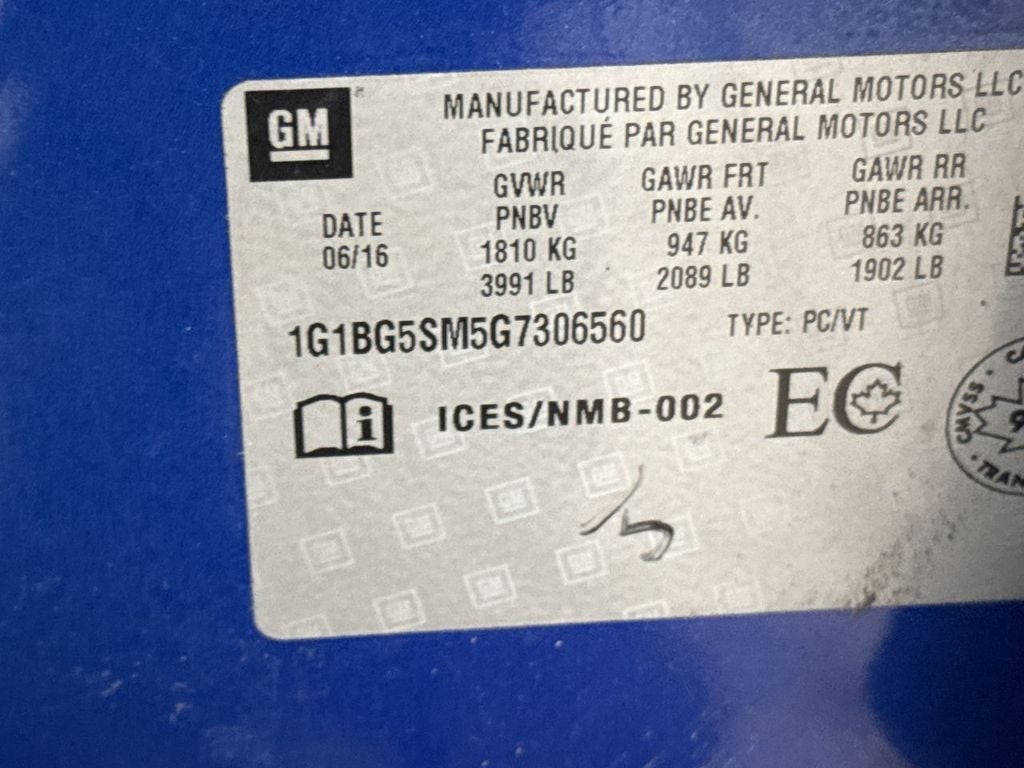 GM
MANUFACTURED BY GENERAL MOTORS LLC
FABRIQUÉ PAR GENERAL MOTORS LLC
DATE
06/16
GVWR
PNBV
1810 KG
3991 LB
GAWR FRT
PNBE AV.
947 KG
2089 LB
GAWR RR
PNBE ARR.
863 KG
1902 LB
1G1BG5SM5G7306560
TYPE: PC/VT
i
ICES/NMB-002
EC
CMVSS